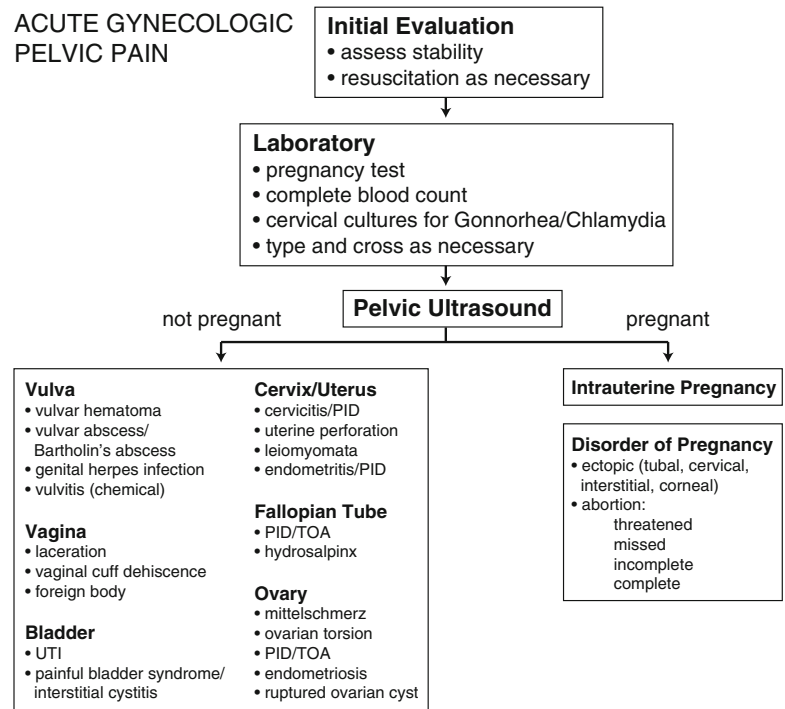 ACUTE GYNECOLOGIC
PELVIC PAIN
Initial Evaluation
• assess stability
• resuscitation as necessary
Laboratory
• pregnancy test
• complete blood count
• cervical cultures for Gonnorhea/Chlamydia
• type and cross as necessary
Pelvic Ultrasound
not pregnant
pregnant
Vulva
• vulvar hematoma
• vulvar abscess/
Bartholin's abscess
• genital herpes infection
• vulvitis (chemical)
Vagina
• laceration
• vaginal cuff dehiscence
• foreign body
Bladder
• UTI
• painful bladder syndrome/
interstitial cystitis
Cervix/Uterus
• cervicitis/PID
• uterine perforation
• leiomyomata
• endometritis/PID
Fallopian Tube
• PID/TOA
• hydrosalpinx
Ovary
• mittelschmerz
• ovarian torsion
• PID/TOA
• endometriosis
• ruptured ovarian cyst
Intrauterine Pregnancy
Disorder of Pregnancy
• ectopic (tubal, cervical,
interstitial, corneal)
• abortion:
threatened
missed
incomplete
complete